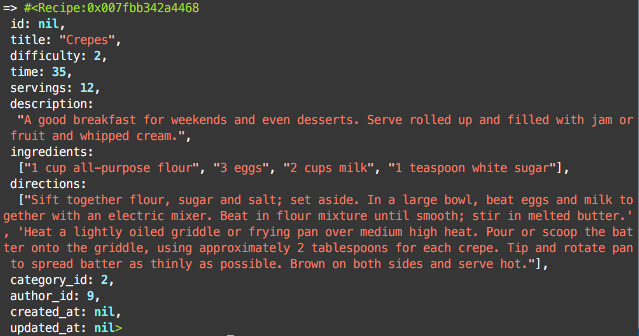 => #<Recipe:0x007fbb342a4468
id: nil,
title: "Crepes",
difficulty: 2,
time: 35,
servings: 12,
description:
"A good breakfast for weekends and even desserts. Serve rolled up and filled with jam or
fruit and whipped cream.",
ingredients:
["1 cup all-purpose flour", "3 eggs", "2 cups milk", "1 teaspoon white sugar"],
directions:
["Sift together flour, sugar and salt; set aside. In a large bowl, beat eggs and milk to
gether with an electric mixer. Beat in flour mixture until smooth; stir in melted butter.'
, 'Heat a lightly oiled griddle or frying pan over medium high heat. Pour or scoop the bat
ter onto the griddle, using approximately 2 tablespoons for each crepe. Tip and rotate pan
to spread batter as thinly as possible. Brown on both sides and serve hot."],
category_id: 2,
author_id: 9,
created_at: nil,
updated_at: nil>